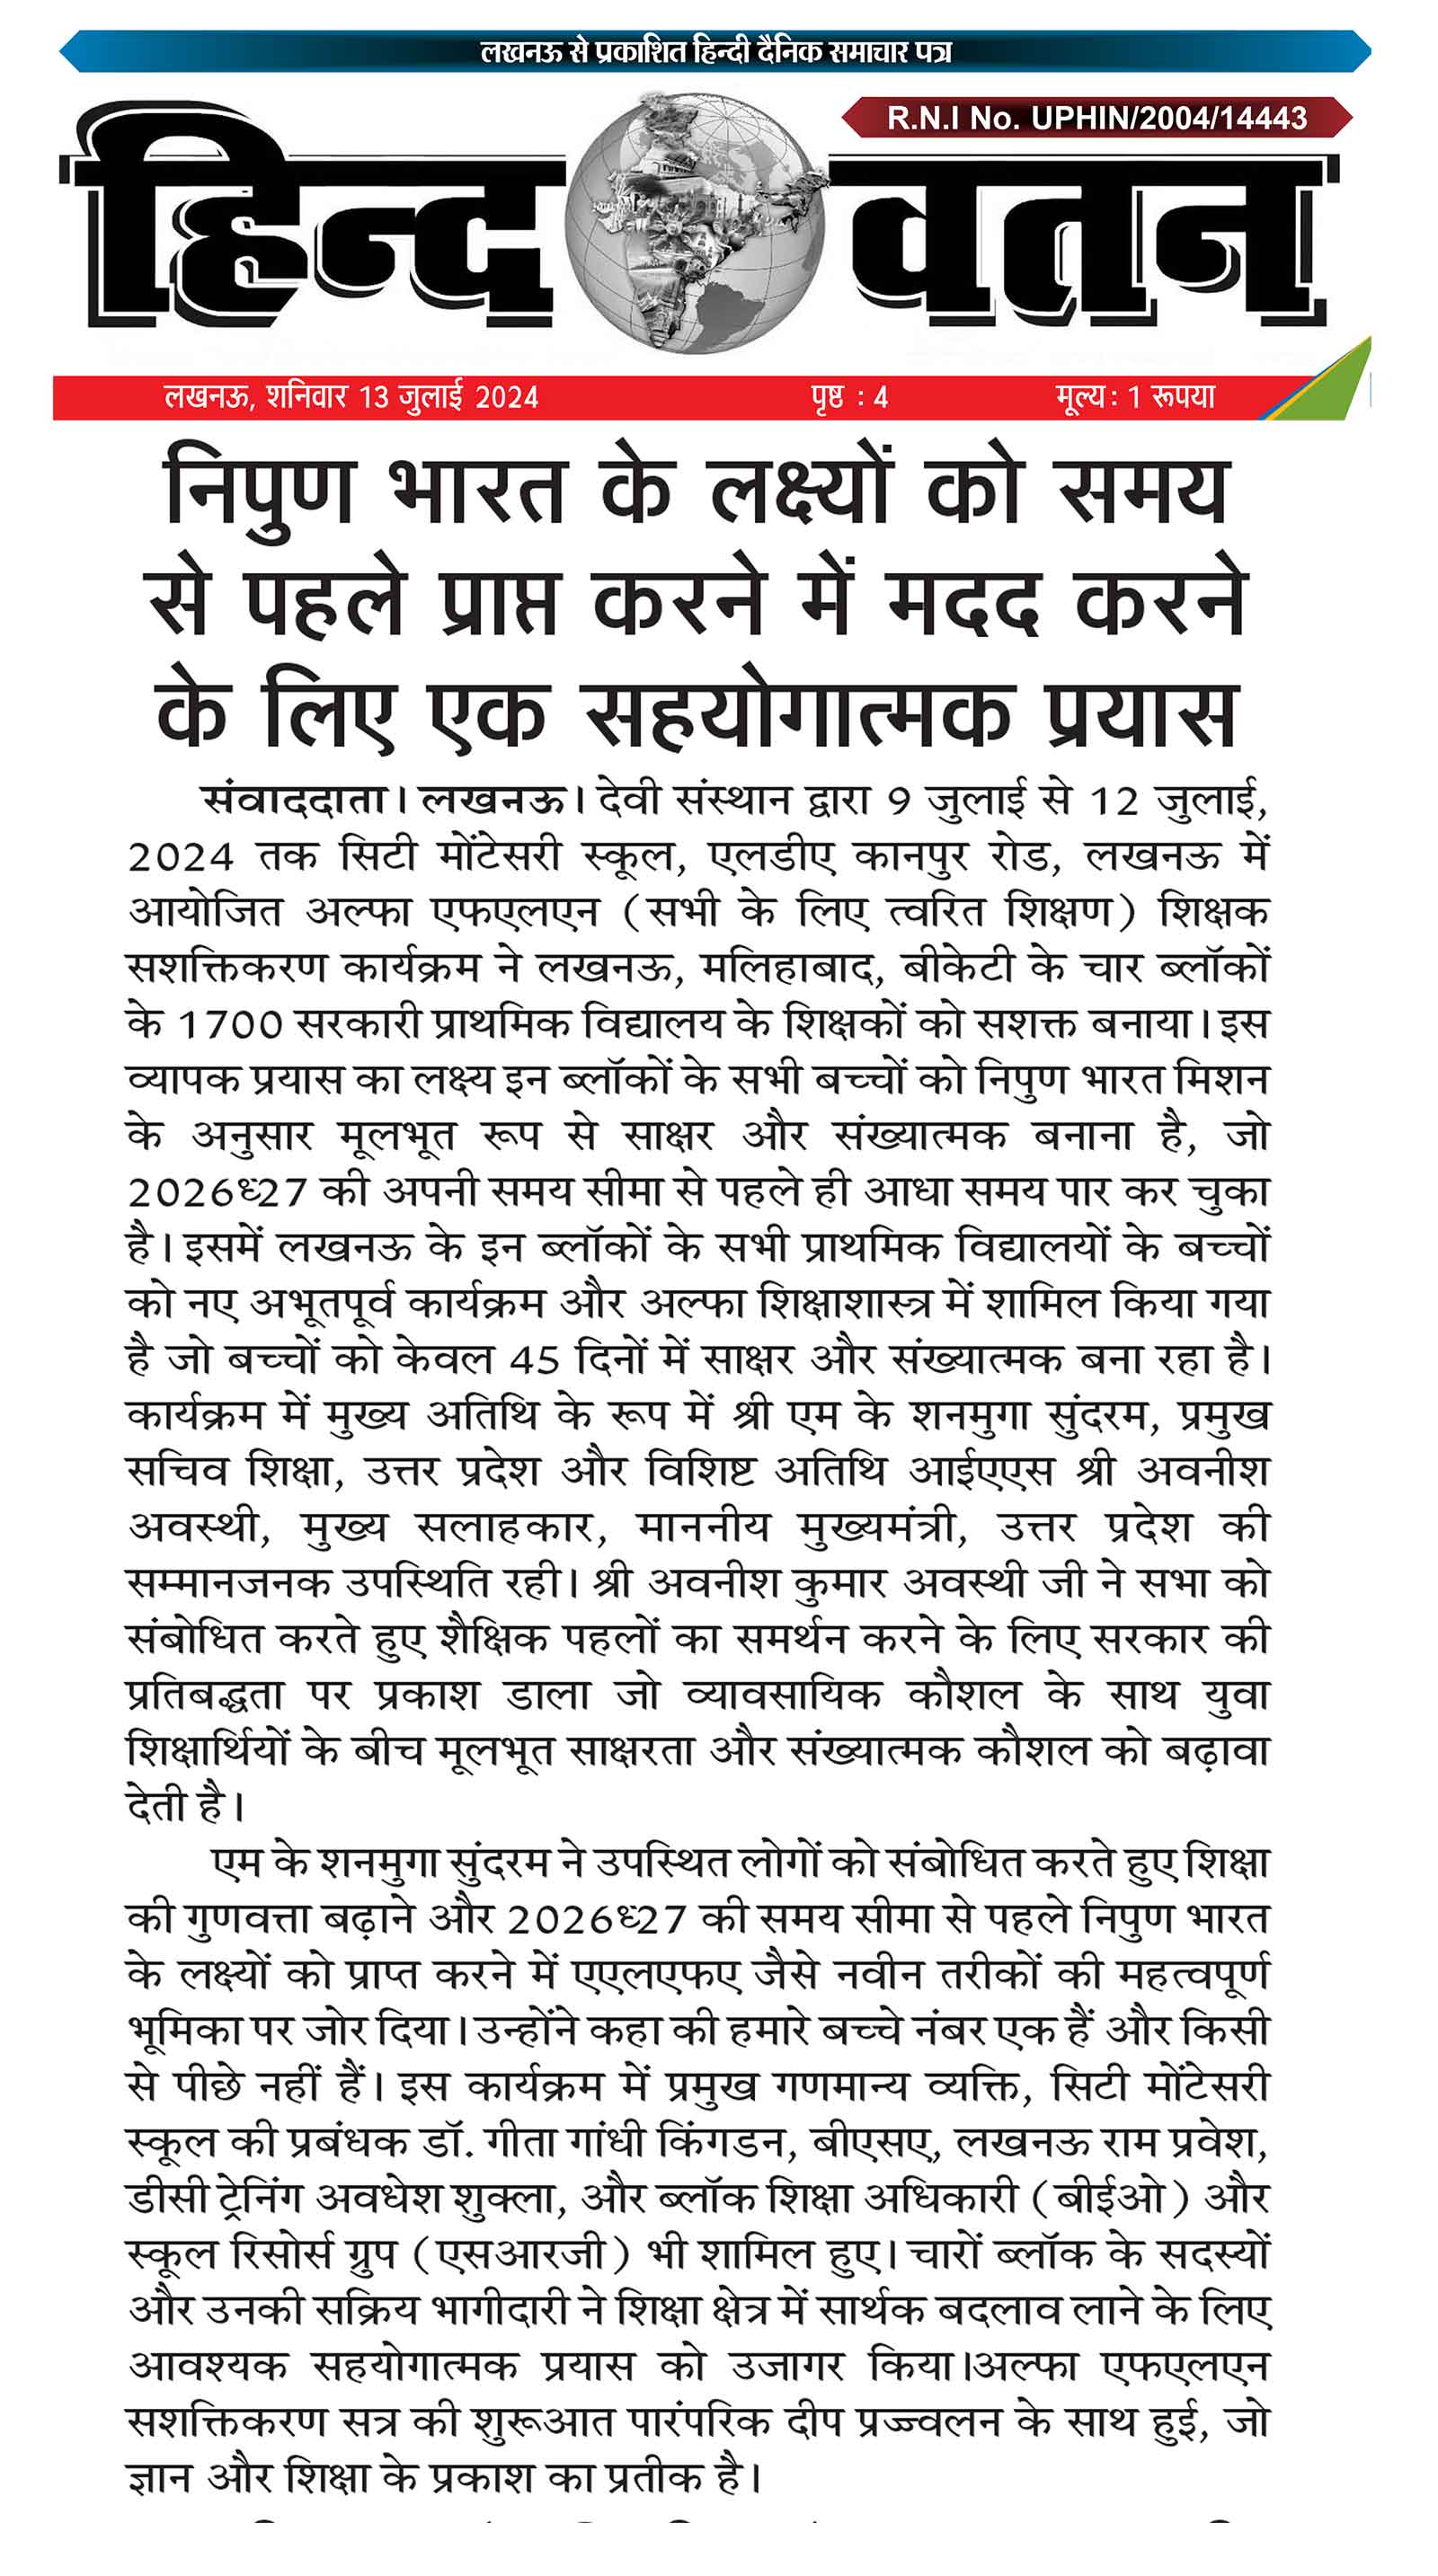 लखनऊ से प्रकाशित हिन्दी दैनिक समाचार पत्र
R.N.I No. UPHIN/2004/14443
हिन्द वतन
लखनऊ, शनिवार 13 जुलाई 2024 पृष्ठ : 4 मूल्य: 1 रूपया
निपुण भारत के लक्ष्यों को समय
से पहले प्राप्त करने में मदद करने
के लिए एक सहयोगात्मक प्रयास
संवाददाता। लखनऊ। देवी संस्थान द्वारा 9 जुलाई से 12 जुलाई,
2024 तक सिटी मोंटेसरी स्कूल, एलडीए कानपुर रोड, लखनऊ में
आयोजित अल्फा एफएलएन (सभी के लिए त्वरित शिक्षण) शिक्षक
सशक्तिकरण कार्यक्रम ने लखनऊ, मलिहाबाद, बीकेटी के चार ब्लॉकों
के 1700 सरकारी प्राथमिक विद्यालय के शिक्षकों को सशक्त बनाया। इस
व्यापक प्रयास का लक्ष्य इन ब्लॉकों के सभी बच्चों को निपुण भारत मिशन
के अनुसार मूलभूत रूप से साक्षर और संख्यात्मक बनाना है, जो
2026ध्27 की अपनी समय सीमा से पहले ही आधा समय पार कर चुका
है। इसमें लखनऊ के इन ब्लॉकों के सभी प्राथमिक विद्यालयों के बच्चों
को नए अभूतपूर्व कार्यक्रम और अल्फा शिक्षाशास्त्र में शामिल किया गया
है जो बच्चों को केवल 45 दिनों में साक्षर और संख्यात्मक बना रहा है।
कार्यक्रम में मुख्य अतिथि के रूप में श्री एम के शनमुगा सुंदरम, प्रमुख
सचिव शिक्षा, उत्तर प्रदेश और विशिष्ट अतिथि आईएएस श्री अवनीश
अवस्थी, मुख्य सलाहकार, माननीय मुख्यमंत्री, उत्तर प्रदेश की
सम्मानजनक उपस्थिति रही। श्री अवनीश कुमार अवस्थी जी ने सभा को
संबोधित करते हुए शैक्षिक पहलों का समर्थन करने के लिए सरकार की
प्रतिबद्धता पर प्रकाश डाला जो व्यावसायिक कौशल के साथ युवा
शिक्षार्थियों के बीच मूलभूत साक्षरता और संख्यात्मक कौशल को बढ़ावा
देती है।
एम के शनमुगा सुंदरम ने उपस्थित लोगों को संबोधित करते हुए शिक्षा
की गुणवत्ता बढ़ाने और 2026ध्27 की समय सीमा से पहले निपुण भारत
के लक्ष्यों को प्राप्त करने में एएलएफए जैसे नवीन तरीकों की महत्वपूर्ण
भूमिका पर जोर दिया। उन्होंने कहा की हमारे बच्चे नंबर एक हैं और किसी
से पीछे नहीं हैं। इस कार्यक्रम में प्रमुख गणमान्य व्यक्ति, सिटी मोंटेसरी
स्कूल की प्रबंधक डॉ. गीता गांधी किंगडन, बीएसए, लखनऊ राम प्रवेश,
डीसी ट्रेनिंग अवधेश शुक्ला, और ब्लॉक शिक्षा अधिकारी (बीईओ) और
स्कूल रिसोर्स ग्रुप (एसआरजी) भी शामिल हुए। चारों ब्लॉक के सदस्यों
और उनकी सक्रिय भागीदारी ने शिक्षा क्षेत्र में सार्थक बदलाव लाने के लिए
आवश्यक सहयोगात्मक प्रयास को उजागर किया।अल्फा एफएलएन
सशक्तिकरण सत्र की शुरूआत पारंपरिक दीप प्रज्ज्वलन के साथ हुई, जो
ज्ञान और शिक्षा के प्रकाश का प्रतीक है।